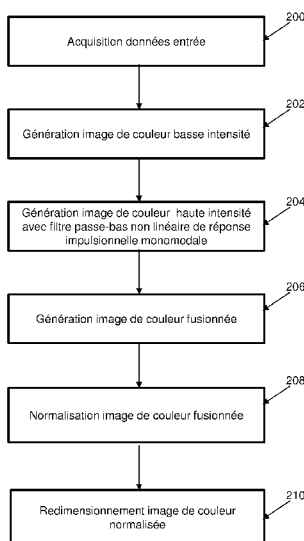 200
Acquisition données entrée
202
Génération image de couleur basse intensité
204
Génération image de couleur haute intensité
avec filtre passe-bas non linéaire de réponse
impulsionnelle monomodale
206
Génération image de couleur fusionnée
208
Normalisation image de couleur fusionnée
210
Redimensionnement image de couleur
normalisée